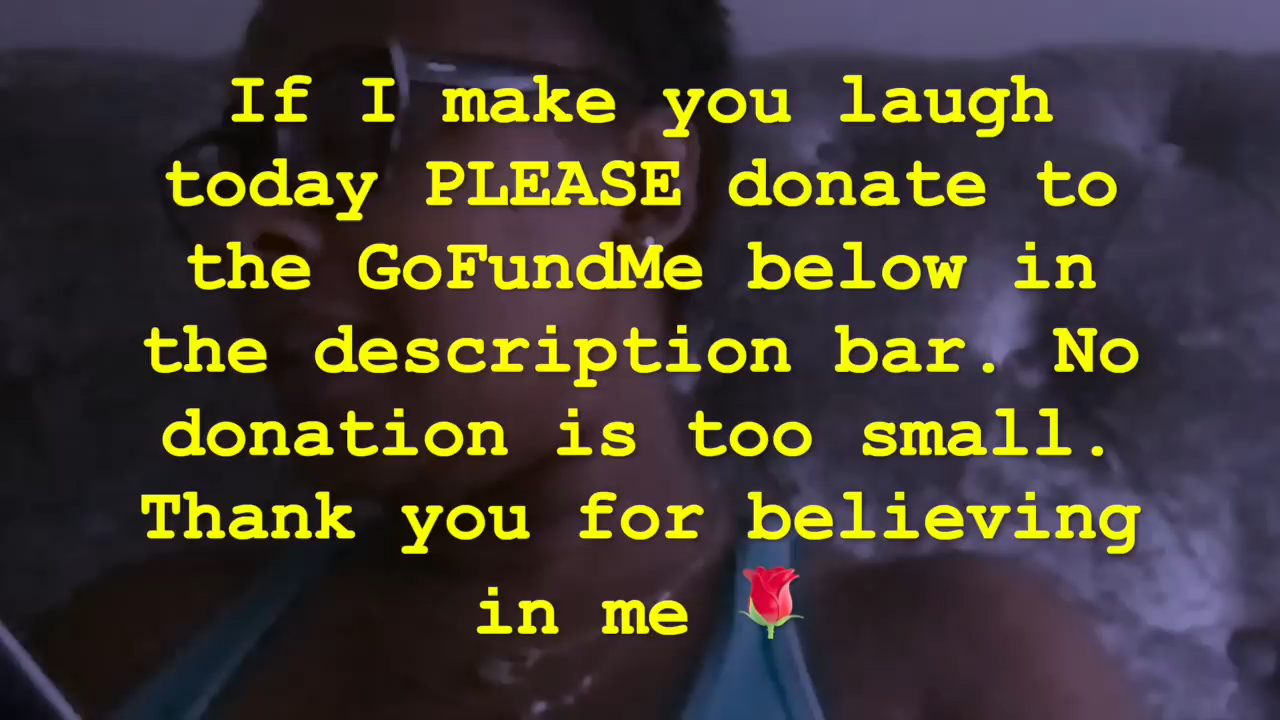 If I make you laugh
today PLEASE donate to
the GoFundMe below in
the description bar. No
donation is too small.
Thank you for believing
in me 🌹